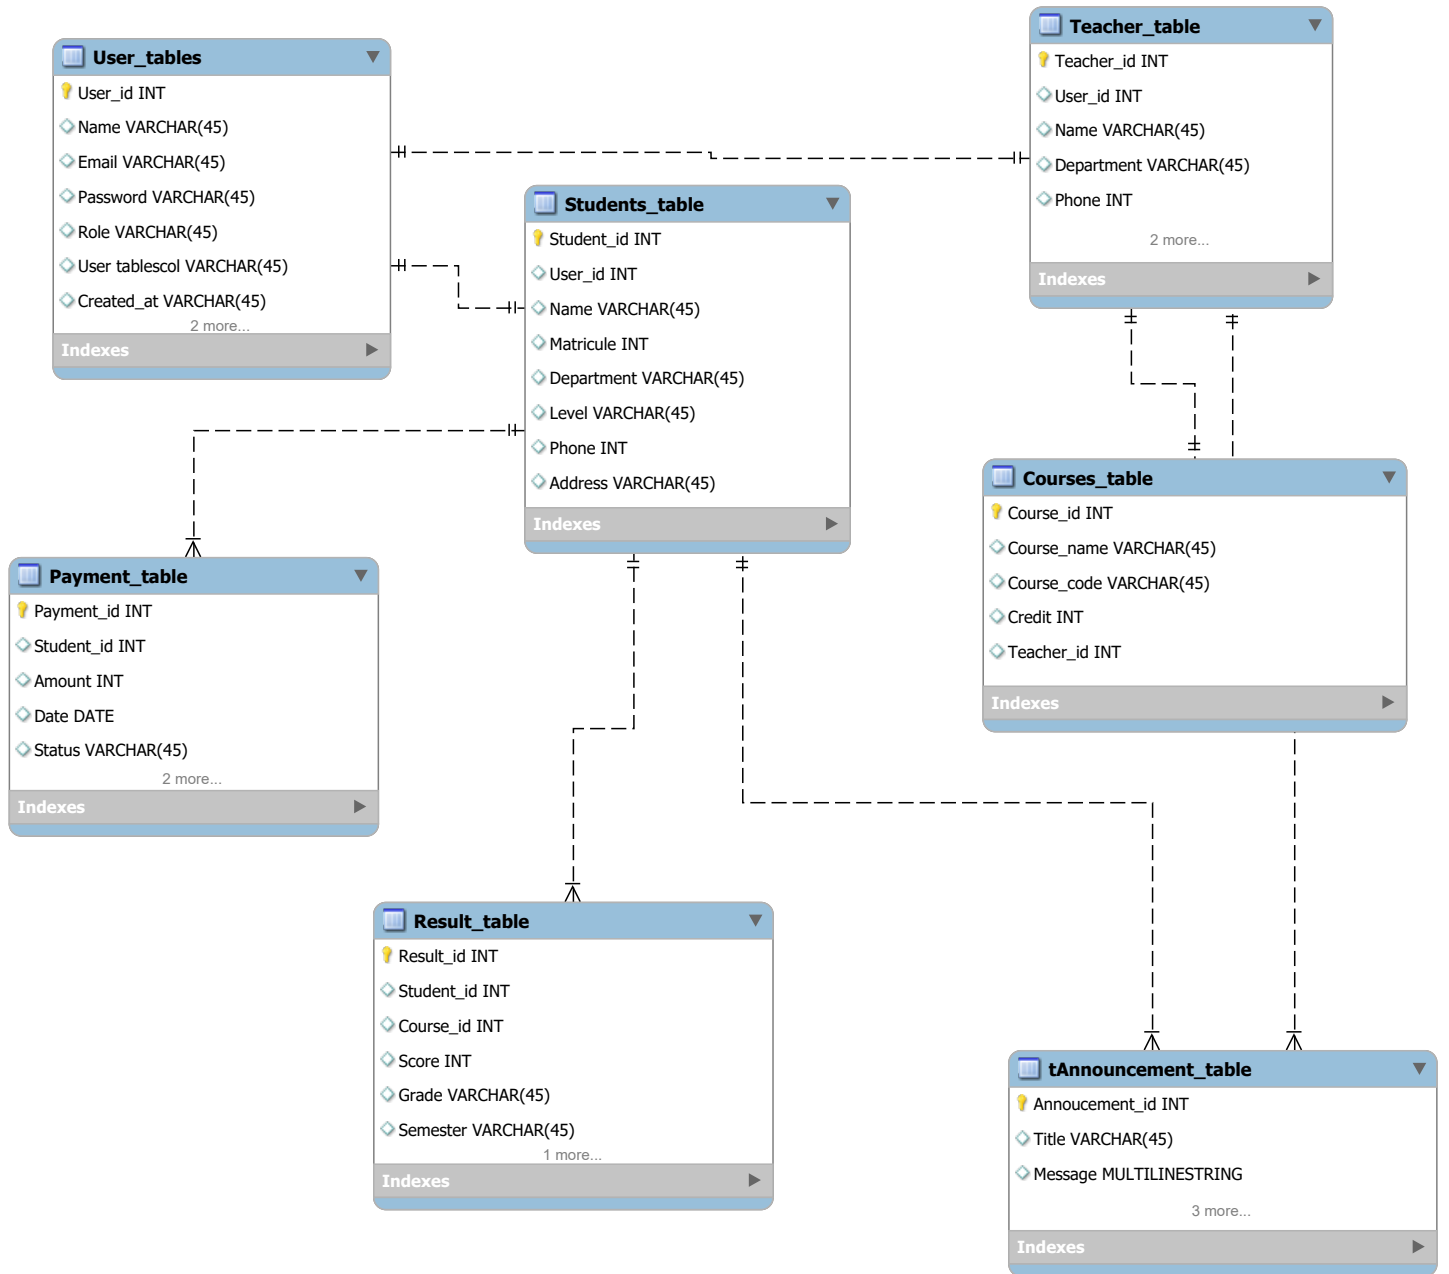 User_tables
User_id INT
Name VARCHAR(45)
Email VARCHAR(45)
Password VARCHAR(45)
Role VARCHAR(45)
User tablescol VARCHAR(45)
Created_at VARCHAR(45)
2 more...
Indexes
Teacher_table
Teacher_id INT
User_id INT
Name VARCHAR(45)
Department VARCHAR(45)
Phone INT
2 more...
Indexes
Students_table
Student_id INT
User_id INT
Name VARCHAR(45)
Matricule INT
Department VARCHAR(45)
Level VARCHAR(45)
Phone INT
Address VARCHAR(45)
Indexes
Courses_table
Course_id INT
Course_name VARCHAR(45)
Course_code VARCHAR(45)
Credit INT
Teacher_id INT
Indexes
Payment_table
Payment_id INT
Student_id INT
Amount INT
Date DATE
Status VARCHAR(45)
2 more...
Indexes
Result_table
Result_id INT
Student_id INT
Course_id INT
Score INT
Grade VARCHAR(45)
Semester VARCHAR(45)
1 more...
Indexes
tAnnouncement_table
Annoucement_id INT
Title VARCHAR(45)
Message MULTILINESTRING
3 more...
Indexes